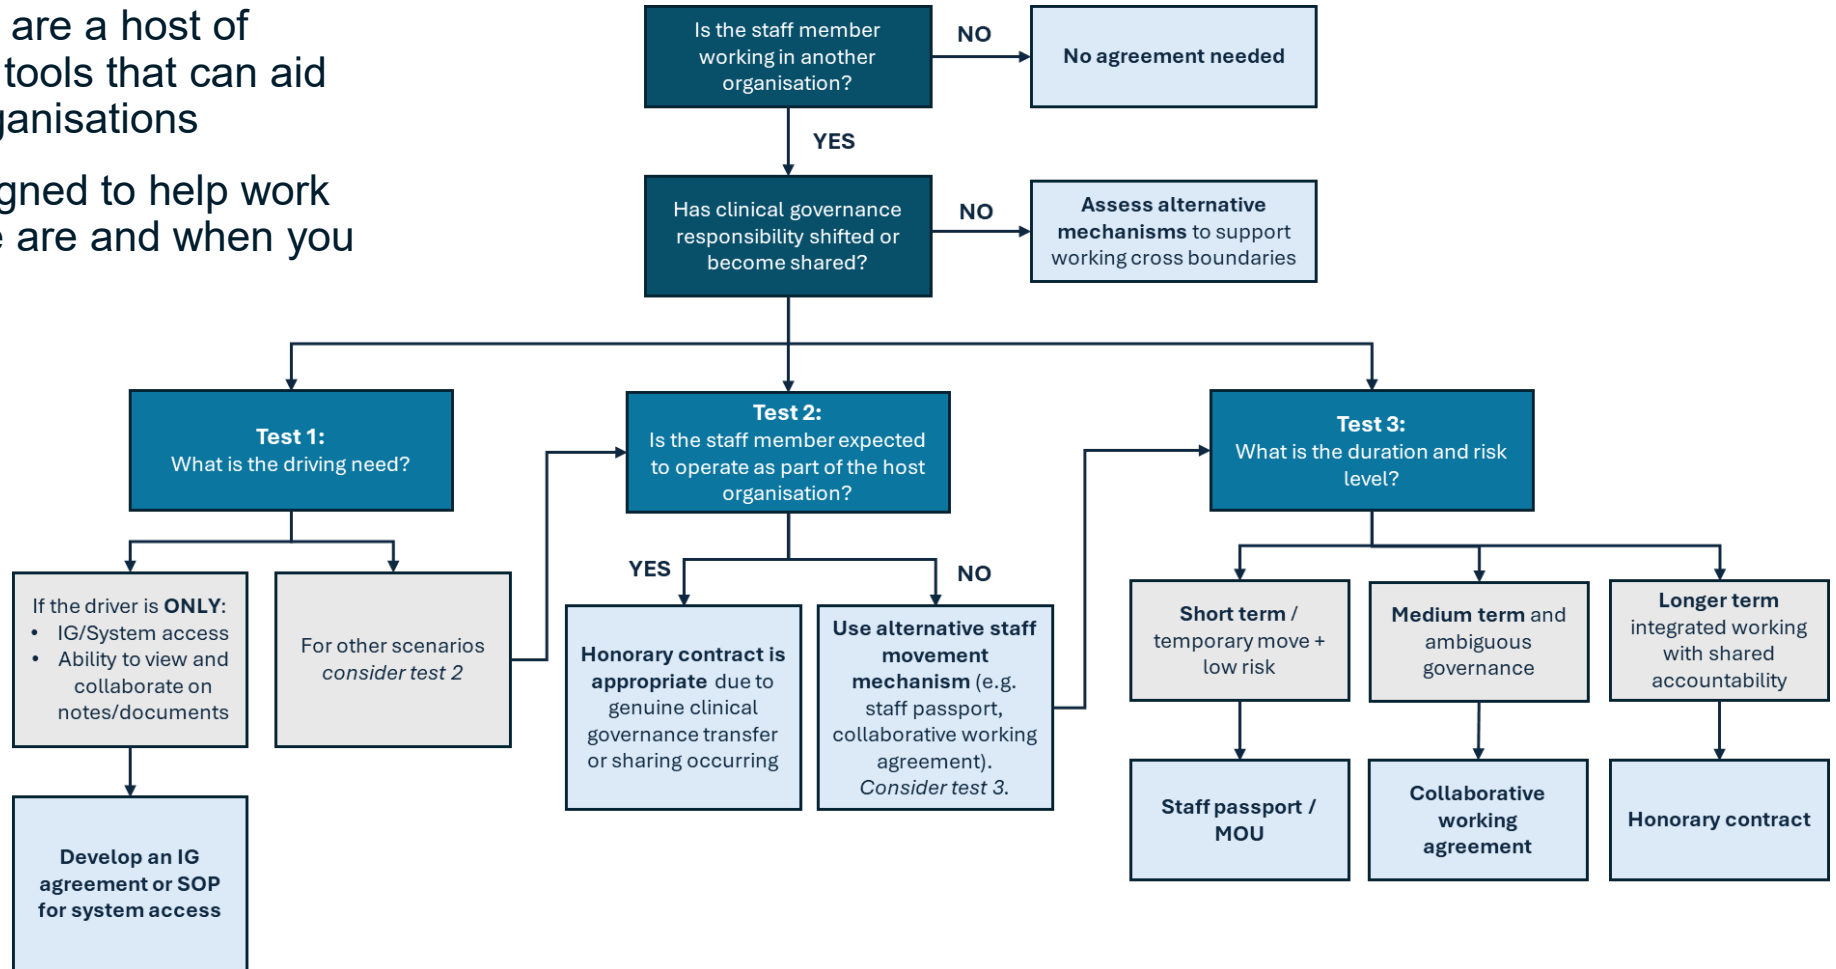 are a host of
tools that can aid
ganisations
gned to help work
e are and when you
Is the staff member
working in another
organisation?
NO
No agreement needed
YES
Has clinical governance
responsibility shifted or
become shared?
NO
Assess alternative
mechanisms to support
working cross boundaries
Test 1:
What is the driving need?
Test 2:
Is the staff member expected
to operate as part of the host
organisation?
Test 3:
What is the duration and risk
level?
If the driver is ONLY:
• IG/System access
• Ability to view and
collaborate on
notes/documents
For other scenarios
consider test 2
YES
NO
Honorary contract is
appropriate due to
genuine clinical
governance transfer
or sharing occurring
Use alternative staff
movement
mechanism (e.g.
staff passport,
collaborative working
agreement).
Consider test 3.
Short term /
temporary move +
low risk
Medium term and
ambiguous
governance
Longer term
integrated working
with shared
accountability
Develop an IG
agreement or SOP
for system access
Staff passport /
MOU
Collaborative
working
agreement
Honorary contract